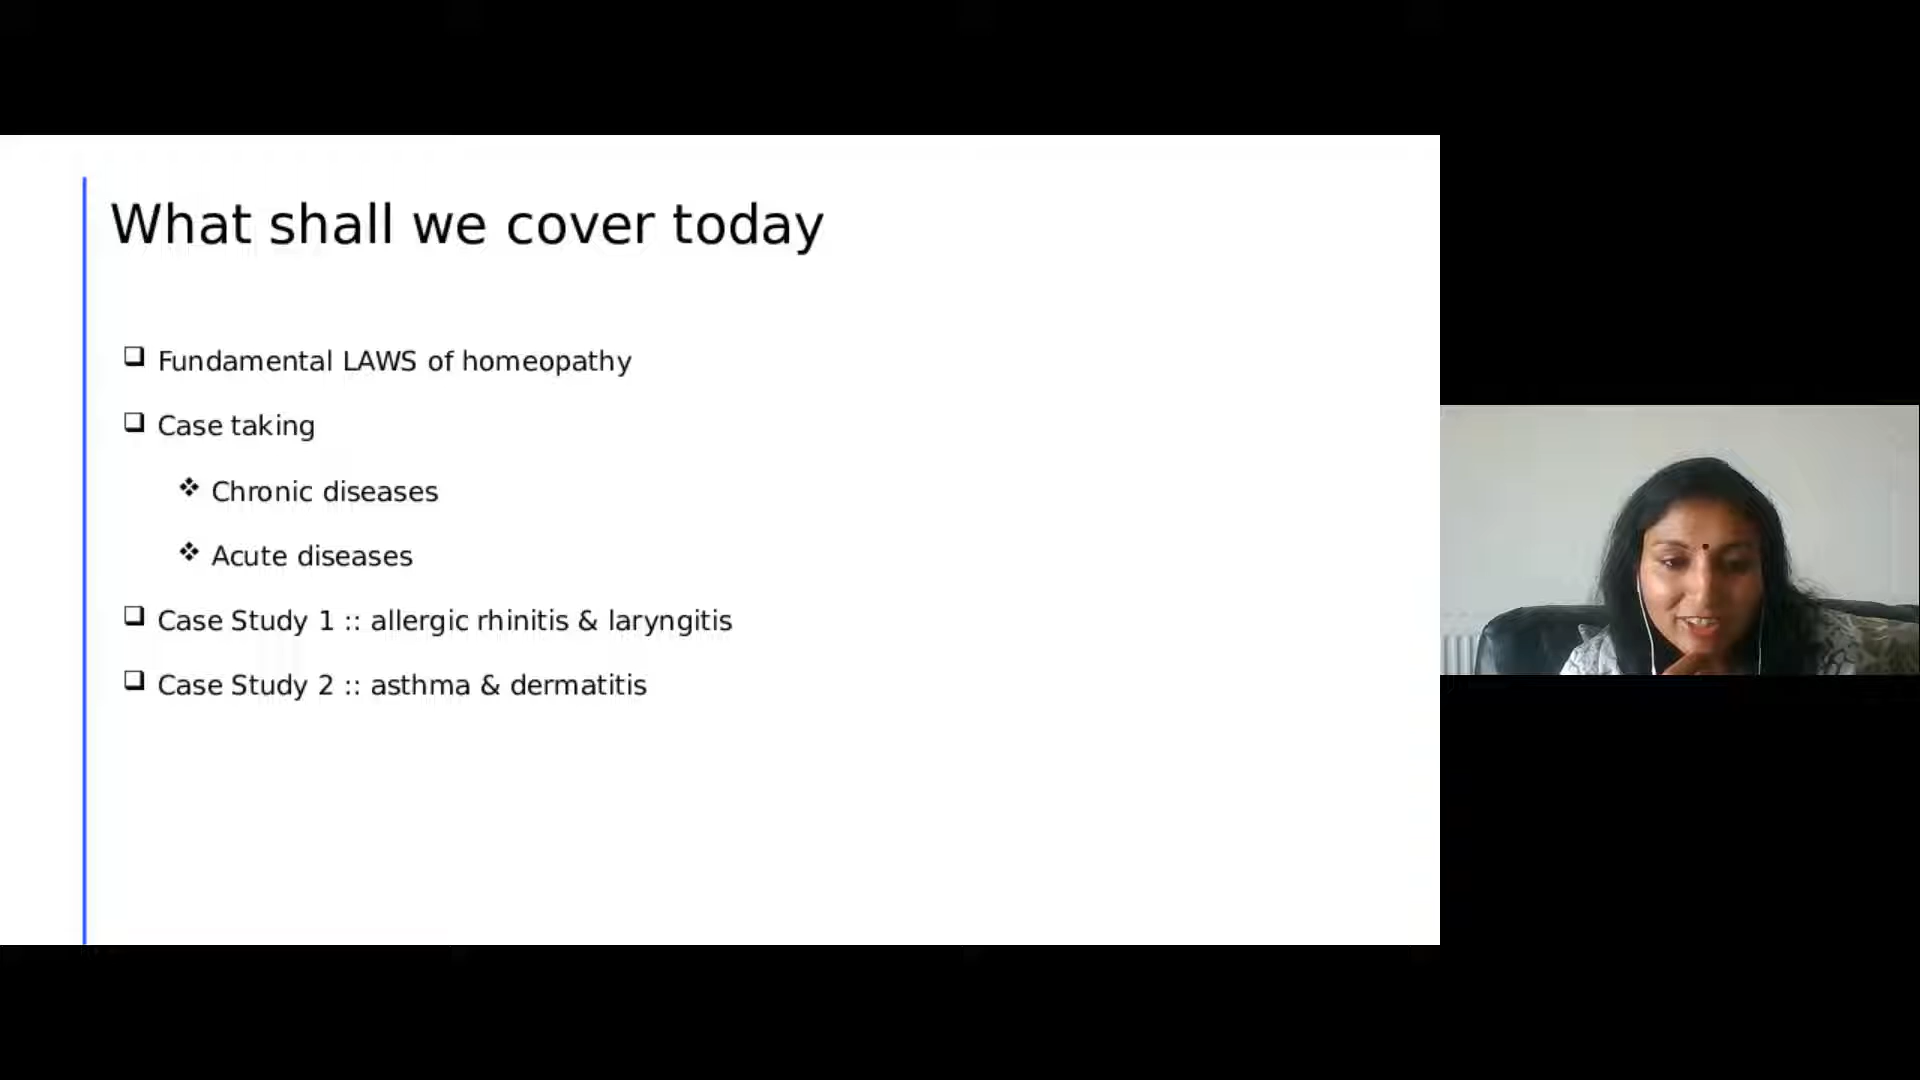 What shall we cover today
Fundamental LAWS of homeopathy
Case taking
Chronic diseases
Acute diseases
Case Study 1 :: allergic rhinitis & laryngitis
Case Study 2 :: asthma & dermatitis